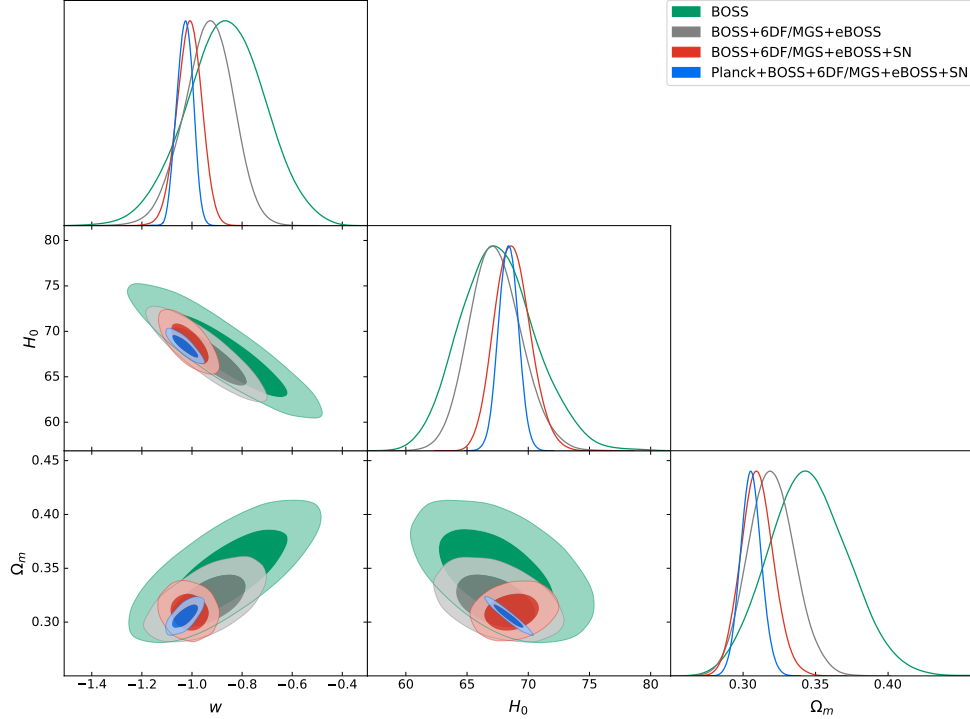 BOSS
BOSS+6DF/MGS+eBOSS
BOSS+6DF/MGS+eBOSS+SN
Planck+BOSS+6DF/MGS+eBOSS+SN
80
75
70
65
60
H₀
0.45
0.40
0.35
0.30
Ωₘ
−1.4 −1.2 −1.0 −0.8 −0.6 −0.4
w
60 65 70 75 80
H₀
0.30 0.35 0.40
Ωₘ